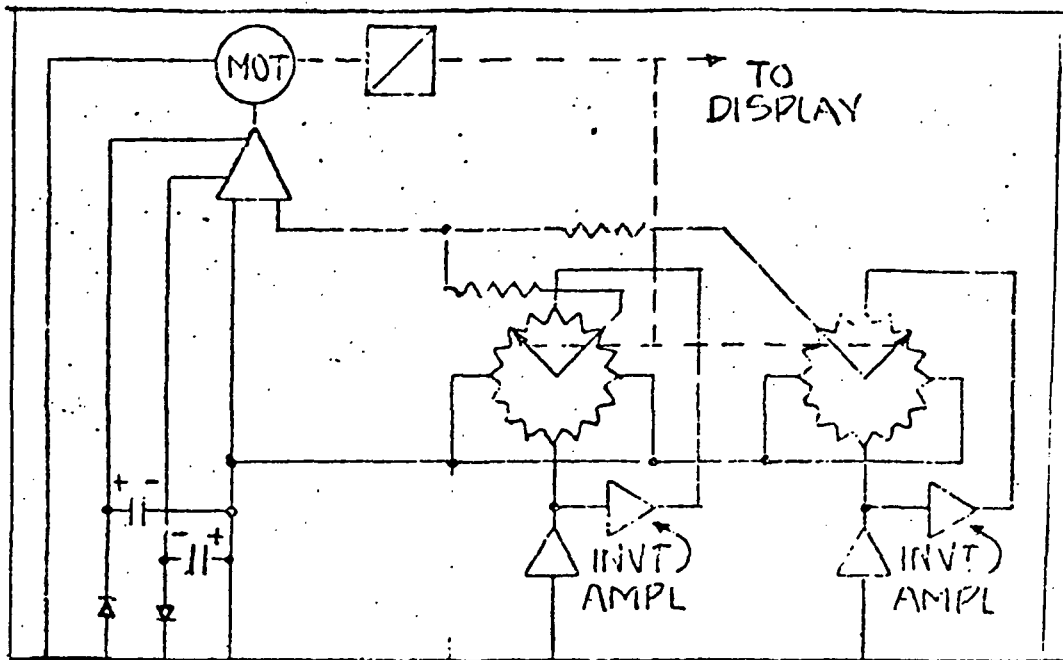 MOT
TO
DISPLAY
+ -
- +
INVT
AMPL
INVT
AMPL